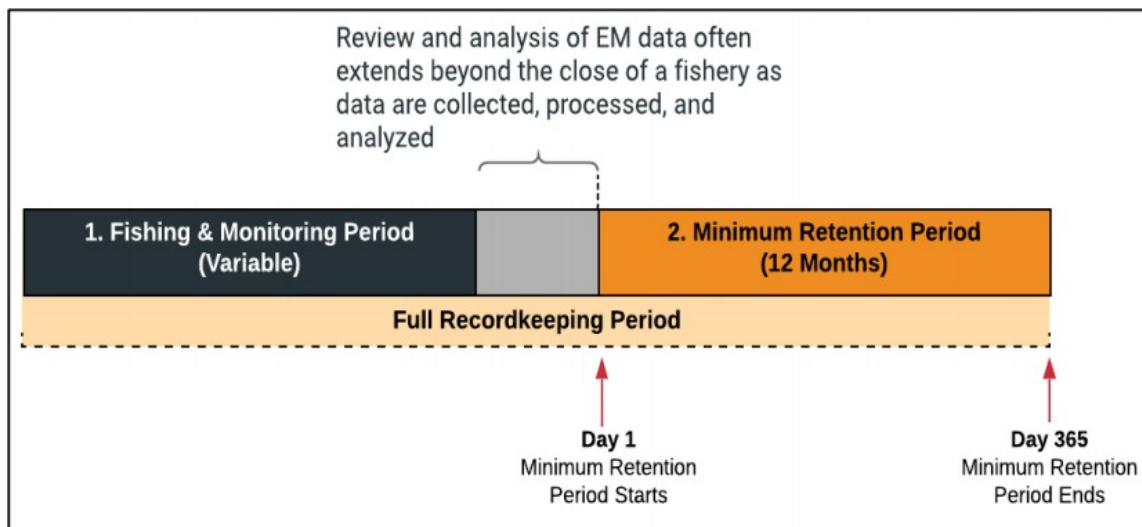 Review and analysis of EM data often
extends beyond the close of a fishery as
data are collected, processed, and
analyzed
1. Fishing & Monitoring Period
(Variable)
2. Minimum Retention Period
(12 Months)
Full Recordkeeping Period
Day 1
Minimum Retention
Period Starts
Day 365
Minimum Retention
Period Ends